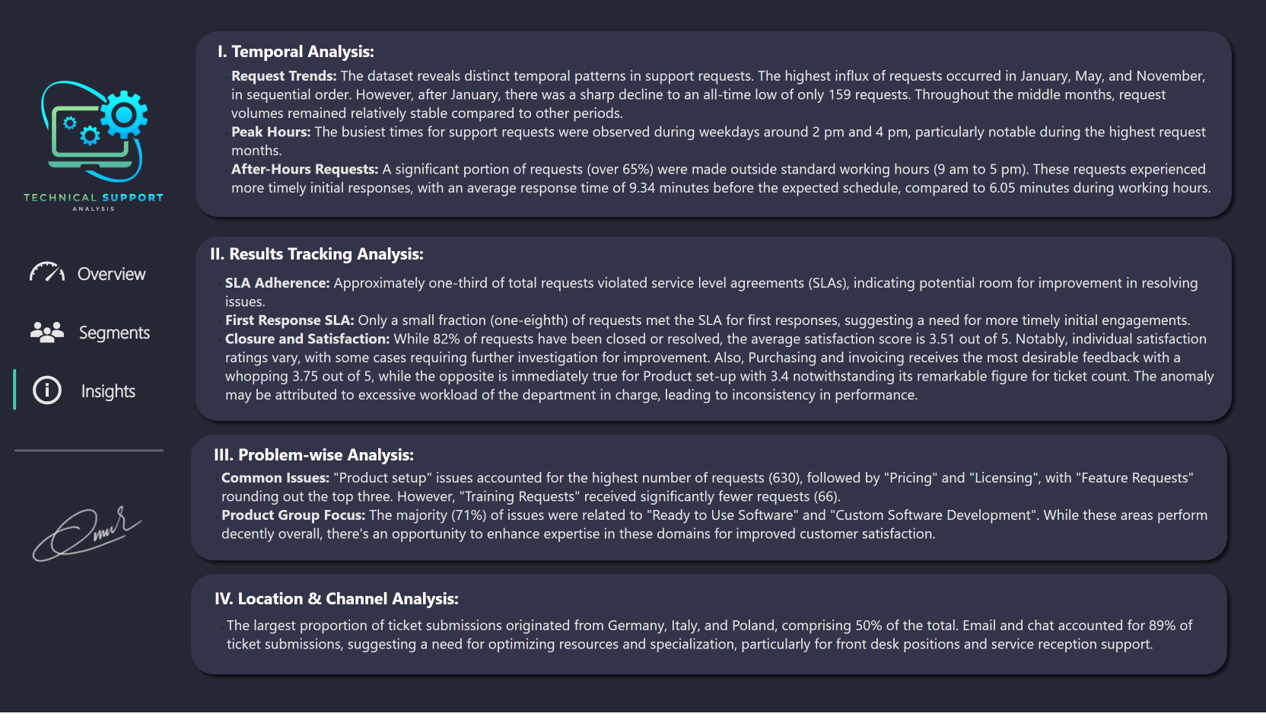 TECHNICAL SUPPORT
ANALYSIS
Overview
Segments
Insights
I. Temporal Analysis:
Request Trends: The dataset reveals distinct temporal patterns in support requests. The highest influx of requests occurred in January, May, and November,
in sequential order. However, after January, there was a sharp decline to an all-time low of only 159 requests. Throughout the middle months, request
volumes remained relatively stable compared to other periods.
Peak Hours: The busiest times for support requests were observed during weekdays around 2 pm and 4 pm, particularly notable during the highest request
months.
After-Hours Requests: A significant portion of requests (over 65%) were made outside standard working hours (9 am to 5 pm). These requests experienced
more timely initial responses, with an average response time of 9.34 minutes before the expected schedule, compared to 6.05 minutes during working hours.
II. Results Tracking Analysis:
SLA Adherence: Approximately one-third of total requests violated service level agreements (SLAs), indicating potential room for improvement in resolving
issues.
First Response SLA: Only a small fraction (one-eighth) of requests met the SLA for first responses, suggesting a need for more timely initial engagements.
Closure and Satisfaction: While 82% of requests have been closed or resolved, the average satisfaction score is 3.51 out of 5. Notably, individual satisfaction
ratings vary, with some cases requiring further investigation for improvement. Also, Purchasing and invoicing receives the most desirable feedback with a
whopping 3.75 out of 5, while the opposite is immediately true for Product set-up with 3.4 notwithstanding its remarkable figure for ticket count. The anomaly
may be attributed to excessive workload of the department in charge, leading to inconsistency in performance.
III. Problem-wise Analysis:
Common Issues: "Product setup" issues accounted for the highest number of requests (630), followed by "Pricing" and "Licensing", with "Feature Requests"
rounding out the top three. However, "Training Requests" received significantly fewer requests (66).
Product Group Focus: The majority (71%) of issues were related to "Ready to Use Software" and "Custom Software Development". While these areas perform
decently overall, there's an opportunity to enhance expertise in these domains for improved customer satisfaction.
IV. Location & Channel Analysis:
The largest proportion of ticket submissions originated from Germany, Italy, and Poland, comprising 50% of the total. Email and chat accounted for 89% of
ticket submissions, suggesting a need for optimizing resources and specialization, particularly for front desk positions and service reception support.